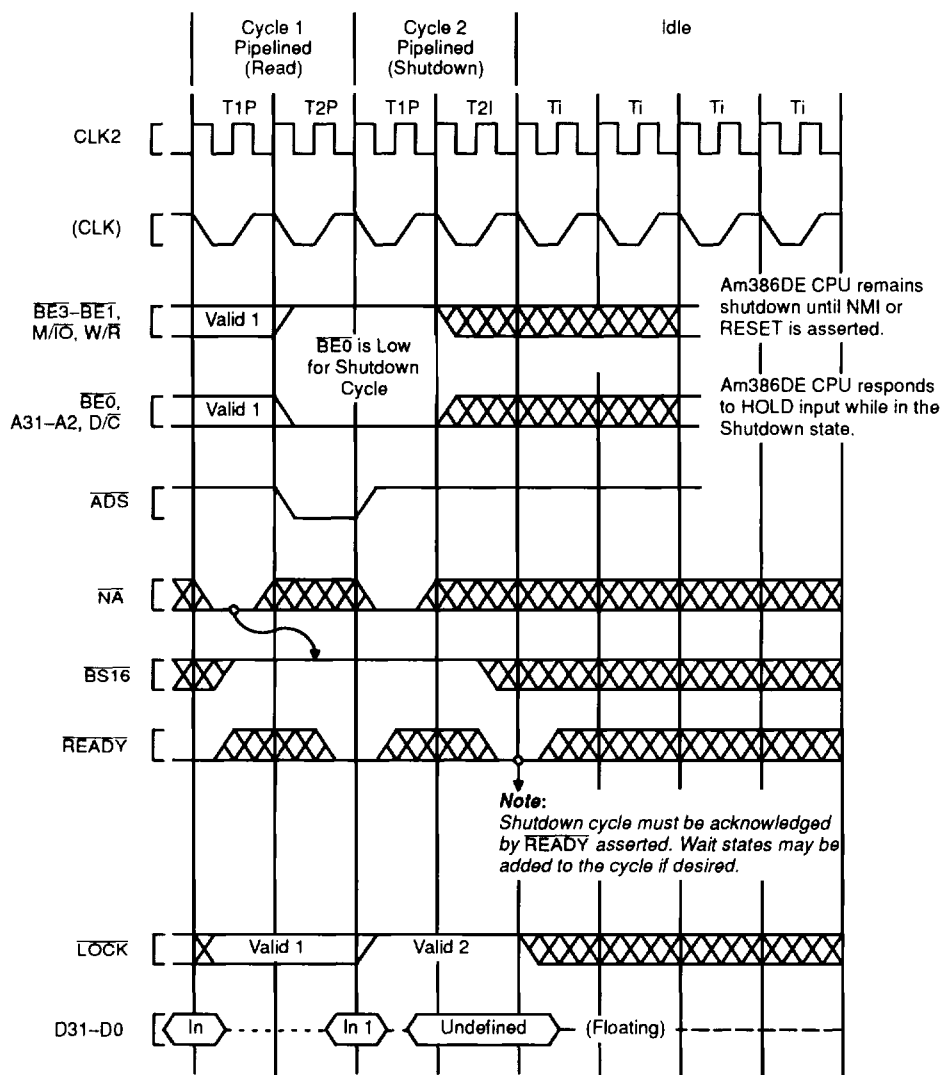 Cycle 1
Pipelined
(Read)
Cycle 2
Pipelined
(Shutdown)
Idle
T1P T2P T1P T2I Ti Ti Ti Ti
CLK2
(CLK)
BE3–BE1,
M/IO, W/R
Valid 1
BE0 is Low
for Shutdown
Cycle
Am386DE CPU remains
shutdown until NMI or
RESET is asserted.
BE0,
A31–A2, D/C
Valid 1
Am386DE CPU responds
to HOLD input while in the
Shutdown state.
ADS
NA
BS16
READY
Note:
Shutdown cycle must be acknowledged
by READY asserted. Wait states may be
added to the cycle if desired.
LOCK
Valid 1 Valid 2
D31–D0
In In 1 Undefined (Floating)